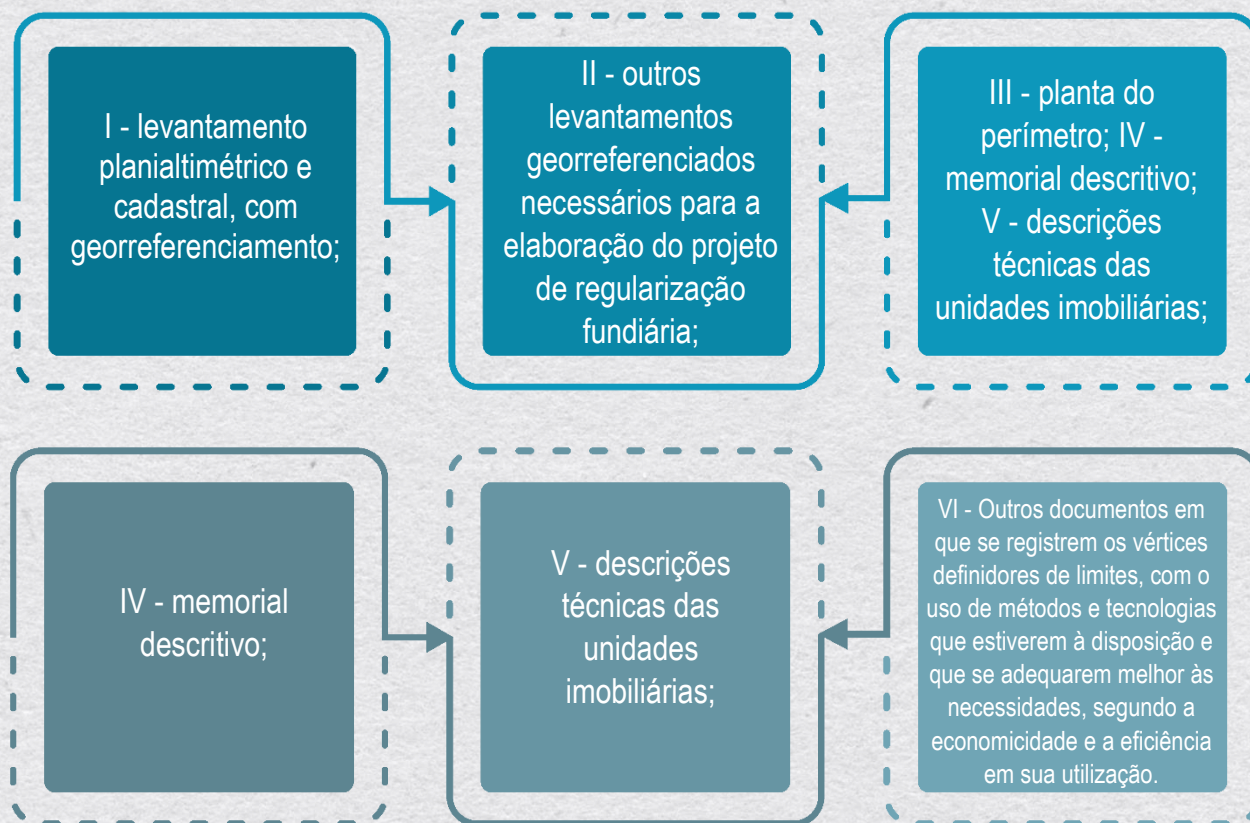 I - levantamento
planialtimétrico e
cadastral, com
georreferenciamento;
II - outros
levantamentos
georreferenciados
necessários para a
elaboração do projeto
de regularização
fundiária;
III - planta do
perímetro; IV -
memorial descritivo;
V - descrições
técnicas das
unidades imobiliárias;
IV - memorial
descritivo;
V - descrições
técnicas das
unidades
imobiliárias;
VI - Outros documentos em
que se registrem os vértices
definidores de limites, com o
uso de métodos e tecnologias
que estiverem à disposição e
que se adequarem melhor às
necessidades, segundo a
economicidade e a eficiência
em sua utilização.